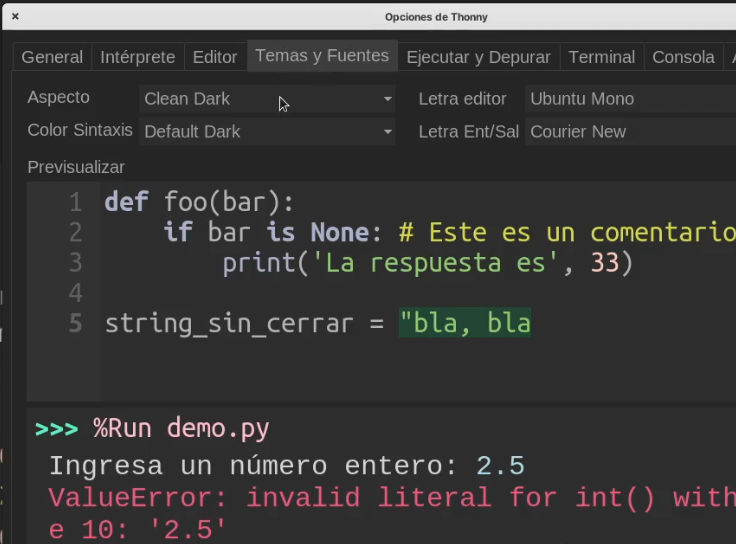 Opciones de Thonny
General Intérprete Editor Temas y Fuentes Ejecutar y Depurar Terminal Consola
Aspecto Clean Dark Letra editor Ubuntu Mono
Color Sintaxis Default Dark Letra Ent/Sal Courier New
Previsualizar
1 def foo(bar):
2 if bar is None: # Este es un comentario
3 print('La respuesta es', 33)
4
5 string_sin_cerrar = "bla, bla
>>> %Run demo.py
Ingresa un número entero: 2.5
ValueError: invalid literal for int() with
e 10: '2.5'